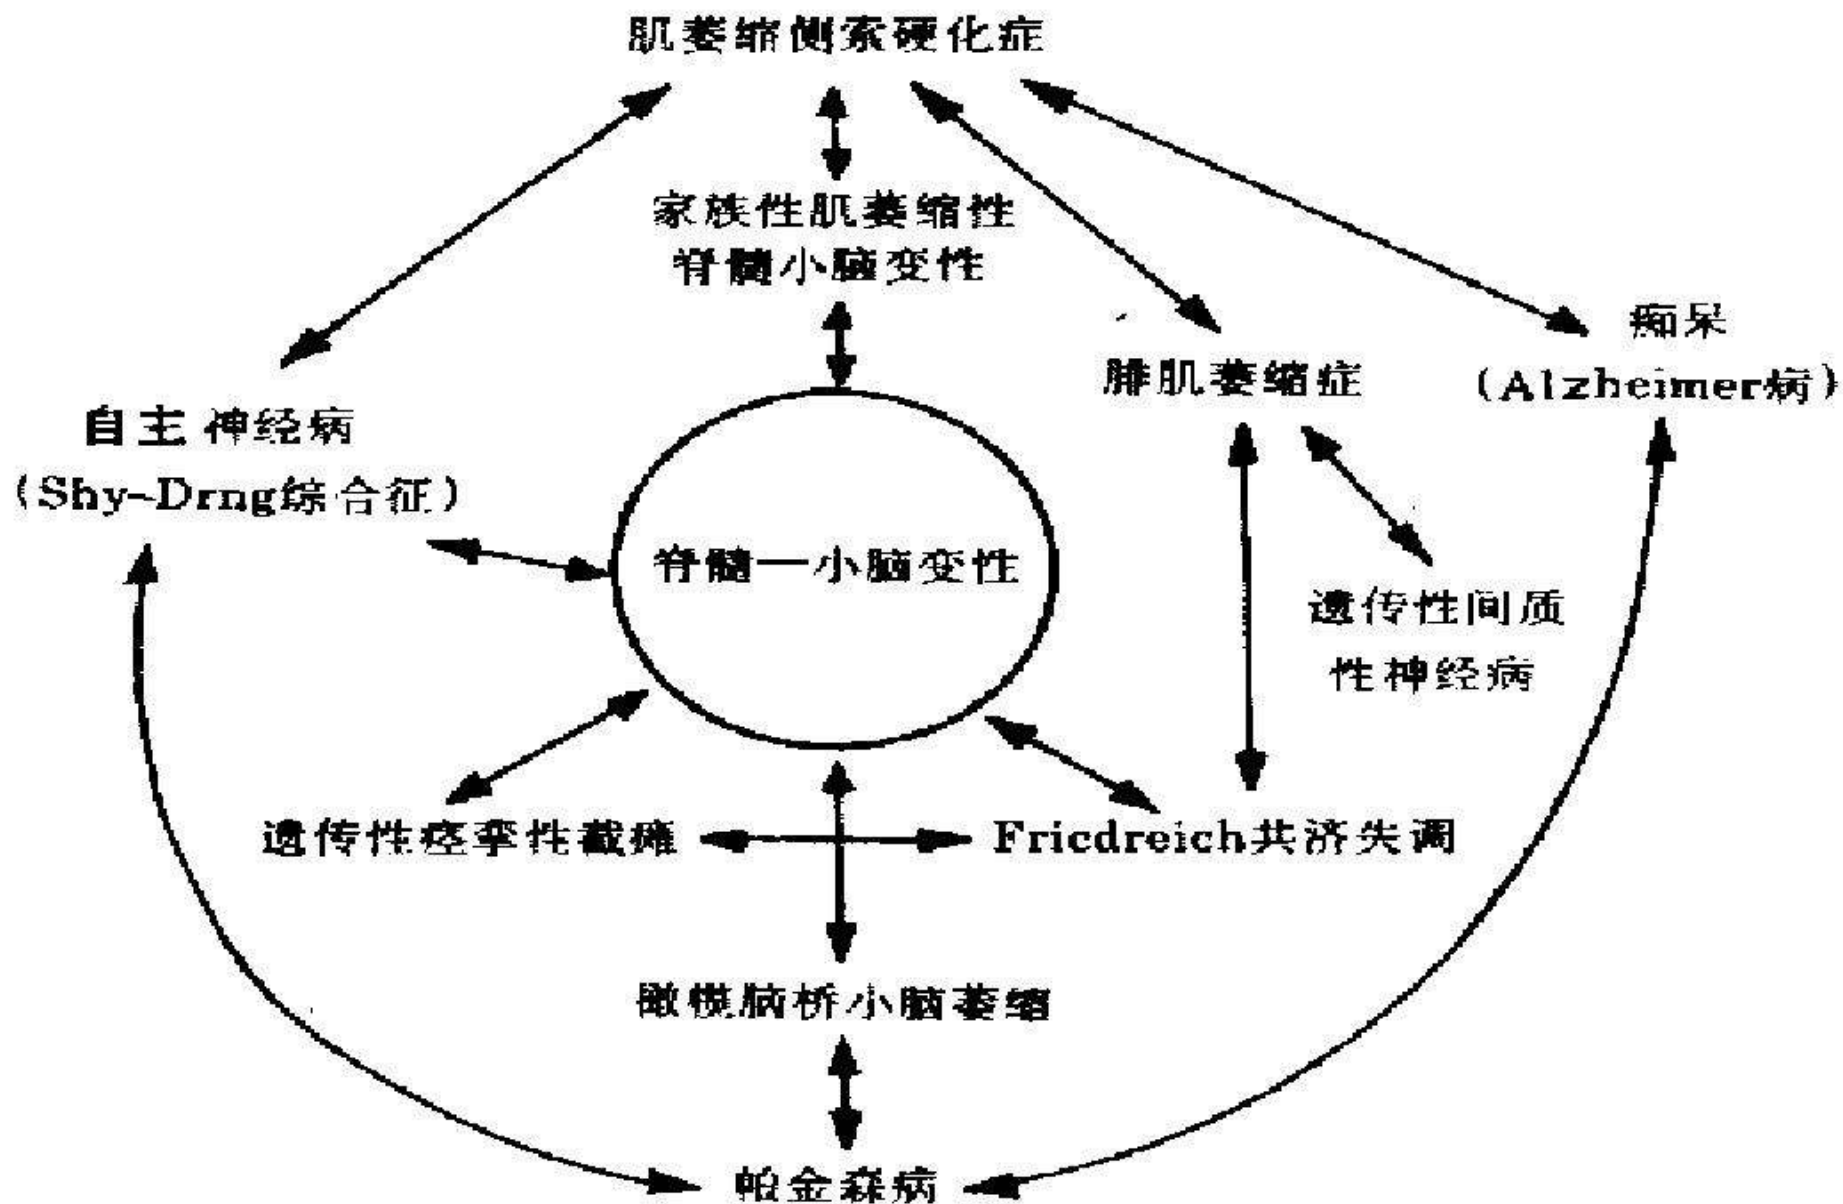 肌萎缩侧索硬化症
家族性肌萎缩性
脊髓小脑变性
痴呆
(Alzheimer病)
腓肌萎缩症
自主神经病
(Shy-Drng综合征)
脊髓—小脑变性
遗传性间质
性神经病
遗传性痉挛性截瘫
Fricdreich共济失调
橄榄脑桥小脑萎缩
帕金森病